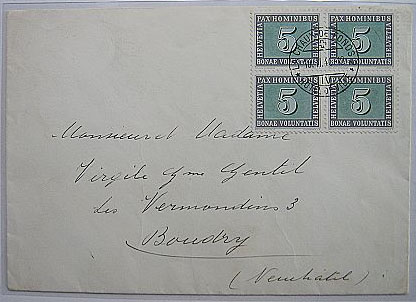 PAX HOMINIBUS PAX HOMINIBUS
HELVETIA 5 HELVETIA 5
BONAE VOLUNTATIS BONAE VOLUNTATIS
PAX HOMINIBUS PAX HOMINIBUS
HELVETIA 5 HELVETIA 5
BONAE VOLUNTATIS BONAE VOLUNTATIS
Monsieur et Madame
Virgile Gentil
Les Vermondins 3
Boudry
(Neuchatel)